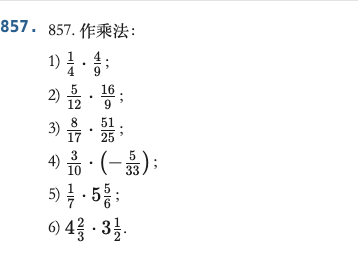 857. 857. 作乘法:
1) 1/4 · 4/9;
2) 5/12 · 16/9;
3) 8/17 · 51/25;
4) 3/10 · (−5/33);
5) 1/7 · 5 5/6;
6) 4 2/3 · 3 1/2.